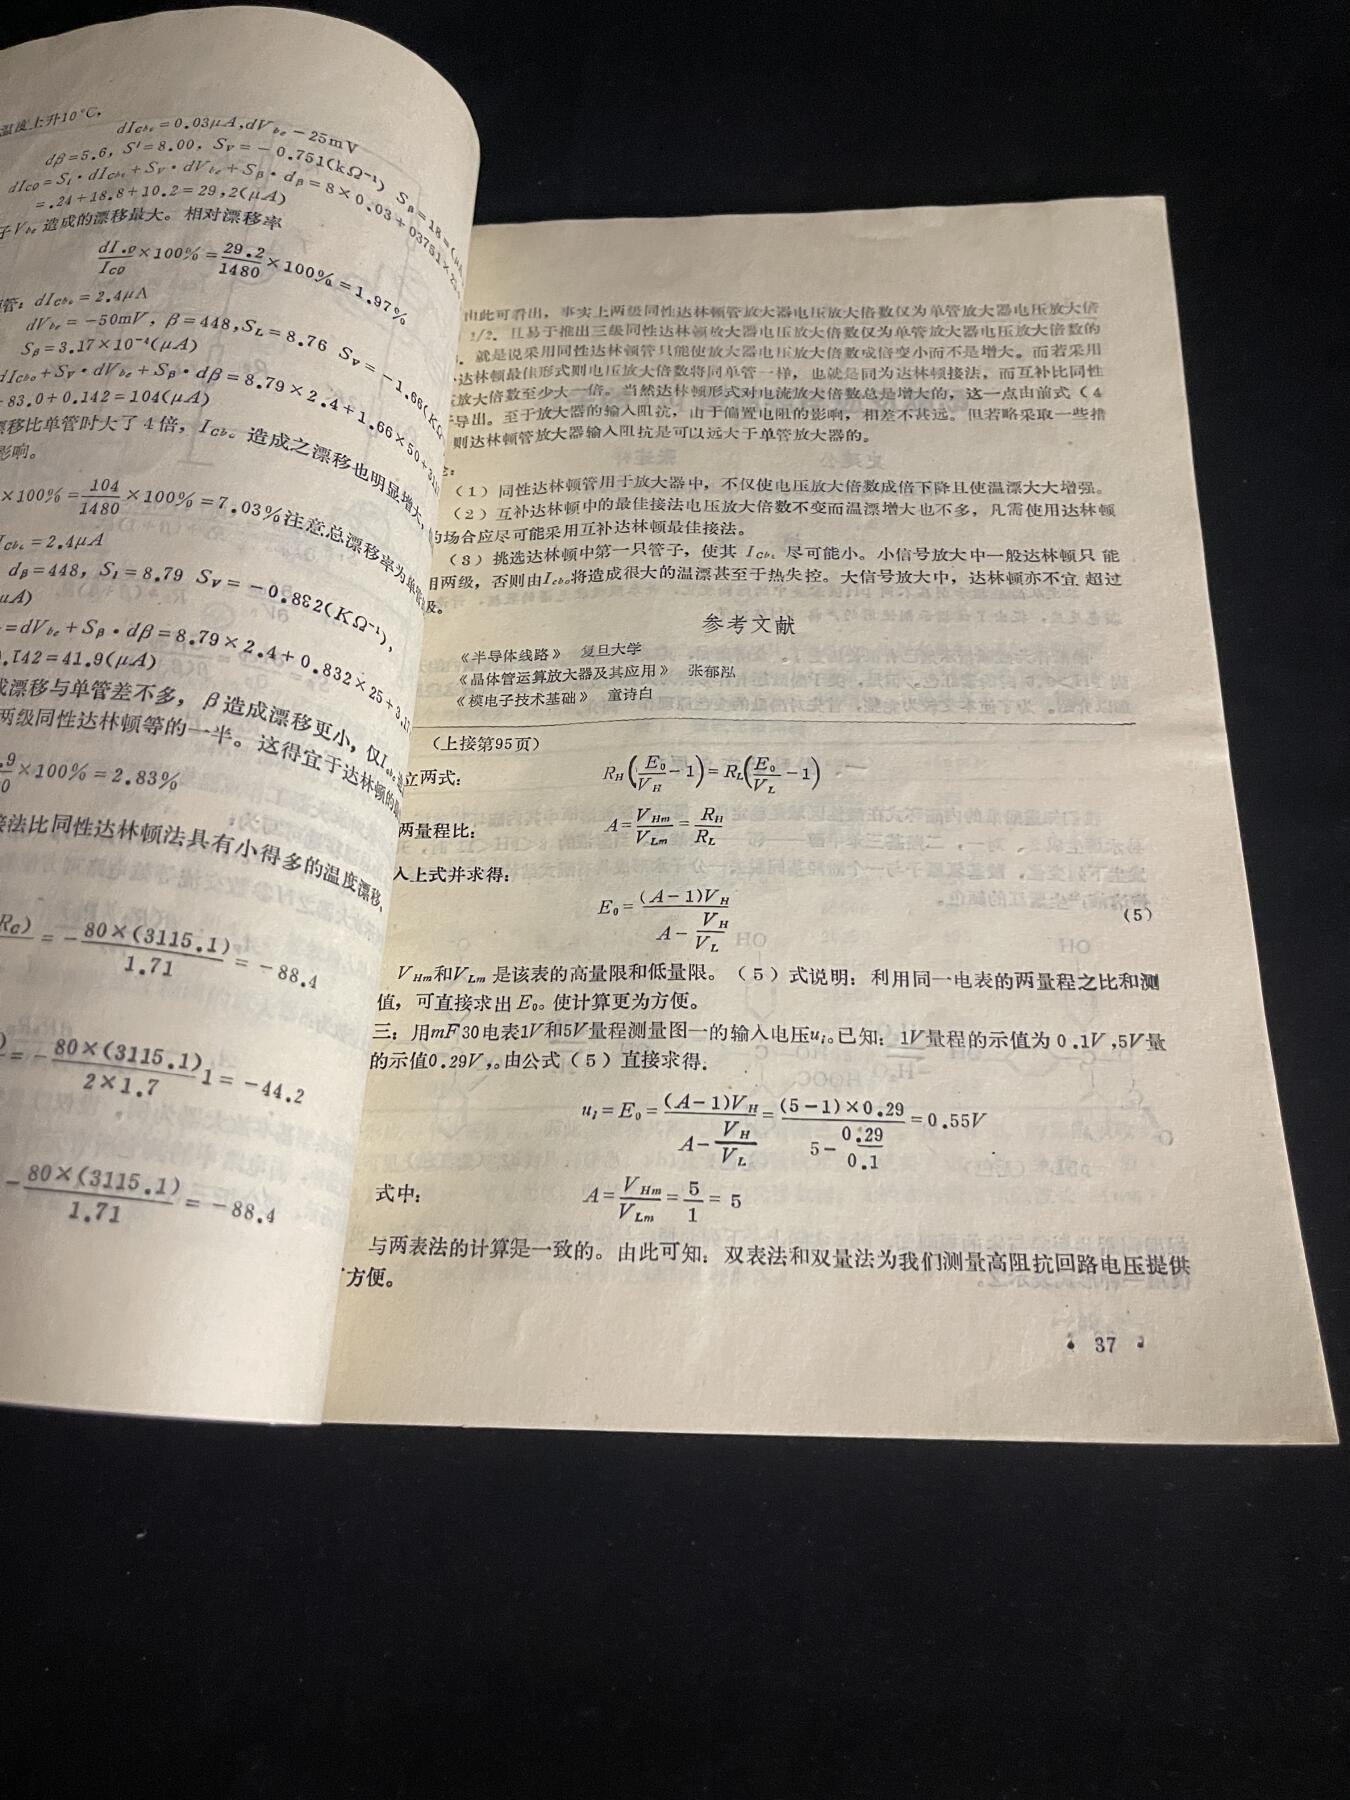 温度上升10℃,
dIcb。=0.03μA,dVbe-25mV
dβ=5.6, S'=8.00, Sv=-0.751(kΩ⁻¹) Sβ=18=(μA
dIco=Si·dIcb。+Sv·dVbe+Sβ·dβ=8×0.03+03751×25
=.24+18.8+10.2=29,2(μA)
子Vbe造成的漂移最大。相对漂移率
dI.D/ICD×100%=29.2/1480×100%=1.97%
管: dIcb。=2.4μA
dVbe=-50mV, β=448,SL=8.76 Sv=-1.66(KΩ
Sβ=3.17×10⁻⁴(μA)
dIcbo+Sv·dVbe+Sβ·dβ=8.79×2.4+1.66×50+
83.0+0.142=104(μA)
漂移比单管时大了4倍, Icb。造成之漂移也明显增大,
影响。
×100%=104/1480×100%=7.03%注意总漂移率为单管
Icb。=2.4μA
dβ=448, Si=8.79 Sv=-0.832(KΩ⁻¹),
μA)
=dVbe+Sβ·dβ=8.79×2.4+0.832×25+3.17
.142=41.9(μA)
成漂移与单管差不多, β造成漂移更小, 仅Icbo
两级同性达林顿等的一半。这得宜于达林顿的
.9/0×100%=2.83%
接法比同性达林顿法具有小得多的温度漂移,
Rc)=-80×(3115.1)/1.71=-88.4
)=-80×(3115.1)/2×1.7 1=-44.2
-80×(3115.1)/1.71=-88.4
由此可看出, 事实上两级同性达林顿管放大器电压放大倍数仅为单管放大器电压放大倍
1/2. 且易于推出三级同性达林顿放大器电压放大倍数仅为单管放大器电压放大倍数的
. 就是说采用同性达林顿管只能使放大器电压放大倍数成倍变小而不是增大。而若采用
达林顿最佳形式则电压放大倍数将同单管一样, 也就是同为达林顿接法, 而互补比同性
放大倍数至少大一倍。当然达林顿形式对电流放大倍数总是增大的, 这一点由前式(4
导出。至于放大器的输入阻抗, 由于偏置电阻的影响, 相差不甚远。但若略采取一些措
则达林顿管放大器输入阻抗是可以远大于单管放大器的。
:
(1)同性达林顿管用于放大器中, 不仅使电压放大倍数成倍下降且使温漂大大增强。
(2)互补达林顿中的最佳接法电压放大倍数不变而温漂增大也不多, 凡需使用达林顿
的场合应尽可能采用互补达林顿最佳接法。
(3)挑选达林顿中第一只管子, 使其Icb。尽可能小。小信号放大中一般达林顿只能
用两级, 否则由Icbo将造成很大的温漂甚至于热失控。大信号放大中, 达林顿亦不宜超过
级。
参考文献
《半导体线路》 复旦大学
《晶体管运算放大器及其应用》 张郁泓
《模电子技术基础》 童诗白
(上接第95页)
立两式: RH(E0/VH-1)=RL(E0/VL-1)
两量程比: A=VHm/VLm=RH/RL
入上式并求得:
E0=(A-1)VH/(A-VH/VL) (5)
VHm和VLm是该表的高量限和低量限。(5)式说明: 利用同一电表的两量程之比和测
值, 可直接求出E0。使计算更为方便。
三: 用mF30电表1V和5V量程测量图一的输入电压ui。已知: 1V量程的示值为0.1V,5V量
的示值0.29V,。由公式(5)直接求得.
ui=E0=(A-1)VH/(A-VH/VL)=(5-1)×0.29/(5-0.29/0.1)=0.55V
式中: A=VHm/VLm=5/1=5
与两表法的计算是一致的。由此可知: 双表法和双量法为我们测量高阻抗回路电压提供
方便。
37